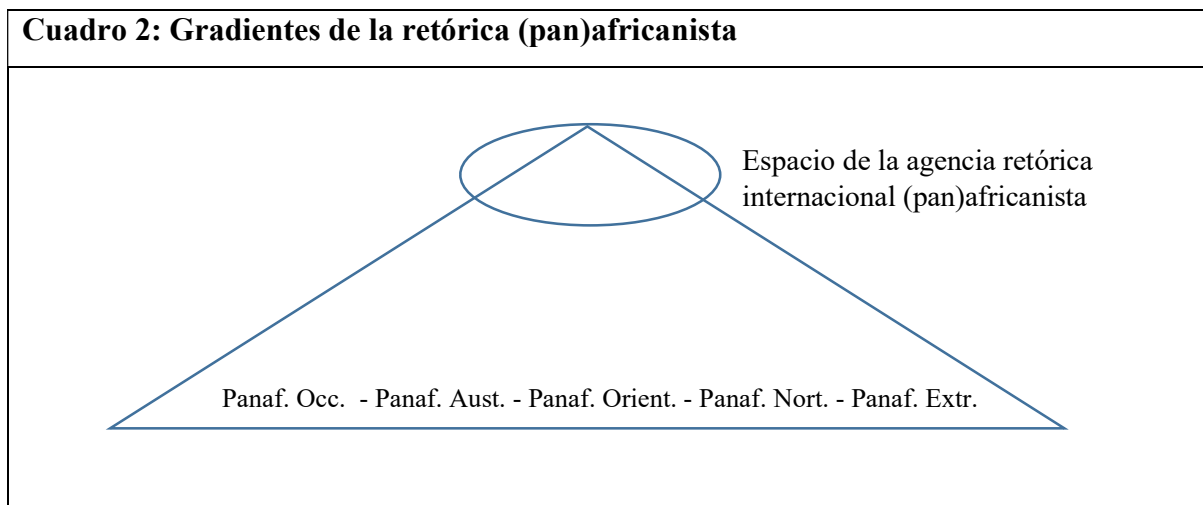 Cuadro 2: Gradientes de la retórica (pan)africanista
Espacio de la agencia retórica
internacional (pan)africanista
Panaf. Occ. - Panaf. Aust. - Panaf. Orient. - Panaf. Nort. - Panaf. Extr.